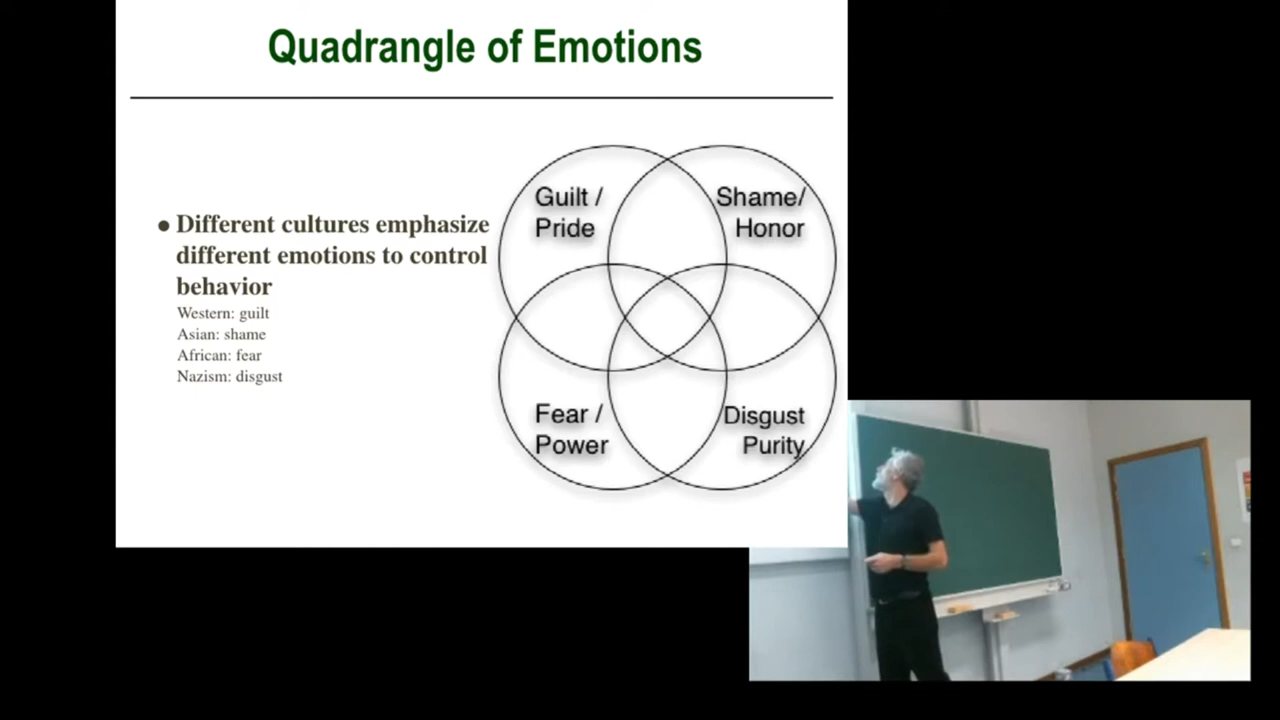 Quadrangle of Emotions
● Different cultures emphasize
different emotions to control
behavior
Western: guilt
Asian: shame
African: fear
Nazism: disgust
Guilt /
Pride
Shame/
Honor
Fear /
Power
Disgust
Purity